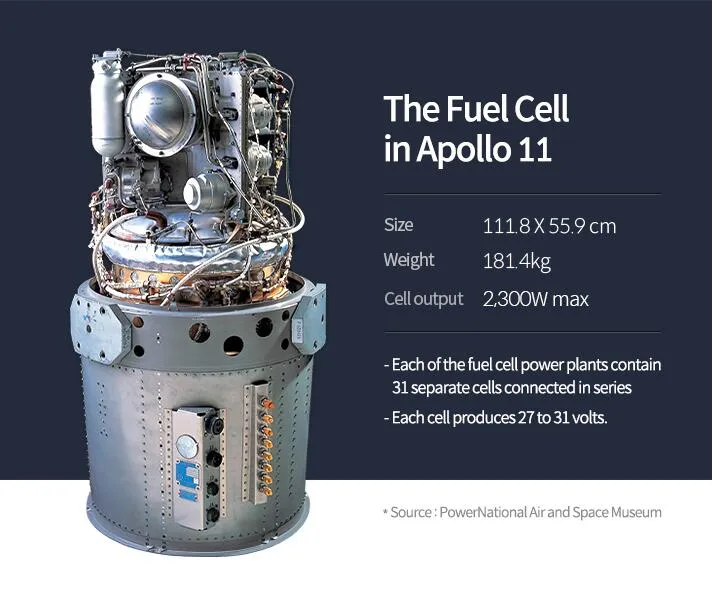 The Fuel Cell
in Apollo 11
Size 111.8 X 55.9 cm
Weight 181.4kg
Cell output 2,300W max
- Each of the fuel cell power plants contain
31 separate cells connected in series
- Each cell produces 27 to 31 volts.
* Source : PowerNational Air and Space Museum